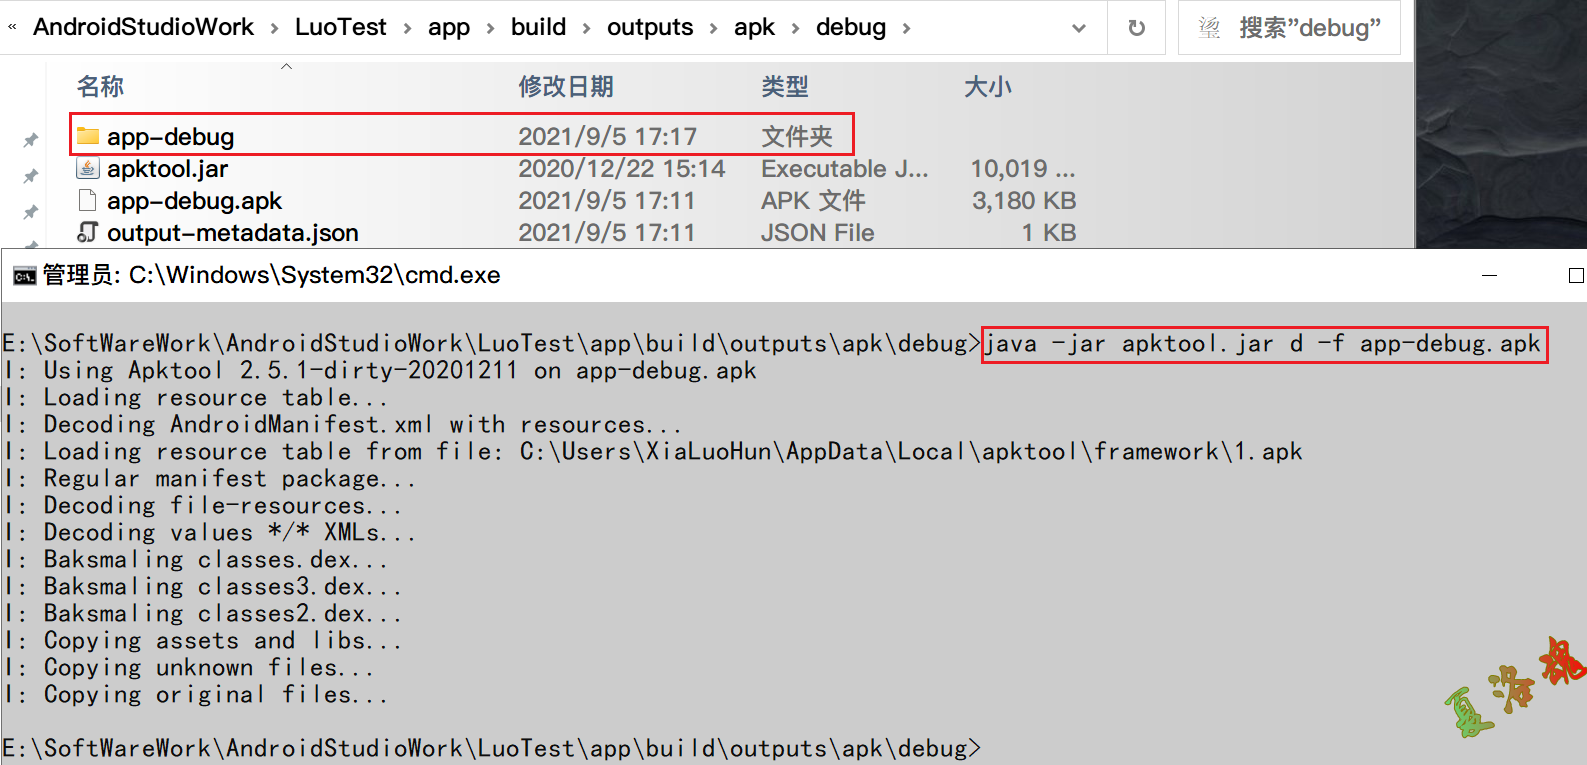 « AndroidStudioWork › LuoTest › app › build › outputs › apk › debug ›
搜索"debug"
名称 修改日期 类型 大小
app-debug 2021/9/5 17:17 文件夹
apktool.jar 2020/12/22 15:14 Executable J... 10,019 ...
app-debug.apk 2021/9/5 17:11 APK 文件 3,180 KB
output-metadata.json 2021/9/5 17:11 JSON File 1 KB
管理员: C:\Windows\System32\cmd.exe
E:\SoftWareWork\AndroidStudioWork\LuoTest\app\build\outputs\apk\debug>java -jar apktool.jar d -f app-debug.apk
I: Using Apktool 2.5.1-dirty-20201211 on app-debug.apk
I: Loading resource table...
I: Decoding AndroidManifest.xml with resources...
I: Loading resource table from file: C:\Users\XiaLuoHun\AppData\Local\apktool\framework\1.apk
I: Regular manifest package...
I: Decoding file-resources...
I: Decoding values */* XMLs...
I: Baksmaling classes.dex...
I: Baksmaling classes3.dex...
I: Baksmaling classes2.dex...
I: Copying assets and libs...
I: Copying unknown files...
I: Copying original files...
E:\SoftWareWork\AndroidStudioWork\LuoTest\app\build\outputs\apk\debug>
夏洛魂